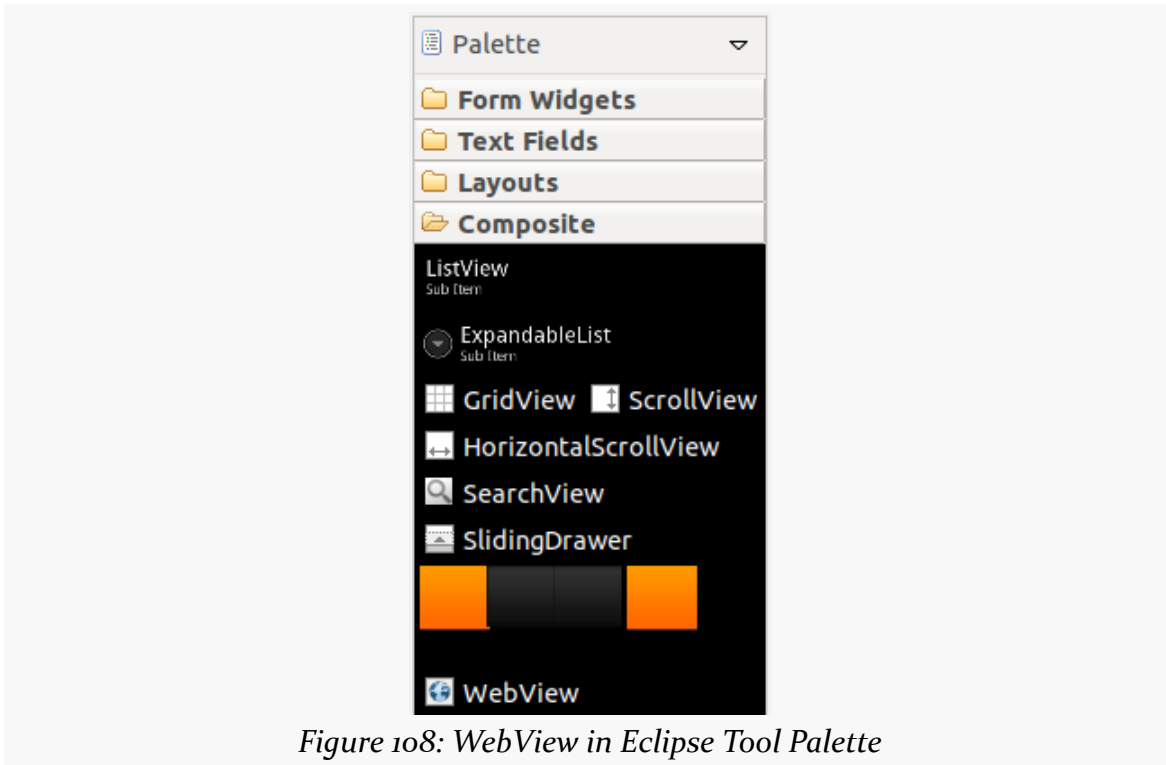 Palette
Form Widgets
Text Fields
Layouts
Composite
ListView
Sub Item
ExpandableList
Sub Item
GridView ScrollView
HorizontalScrollView
SearchView
SlidingDrawer
WebView
Figure 108: WebView in Eclipse Tool Palette